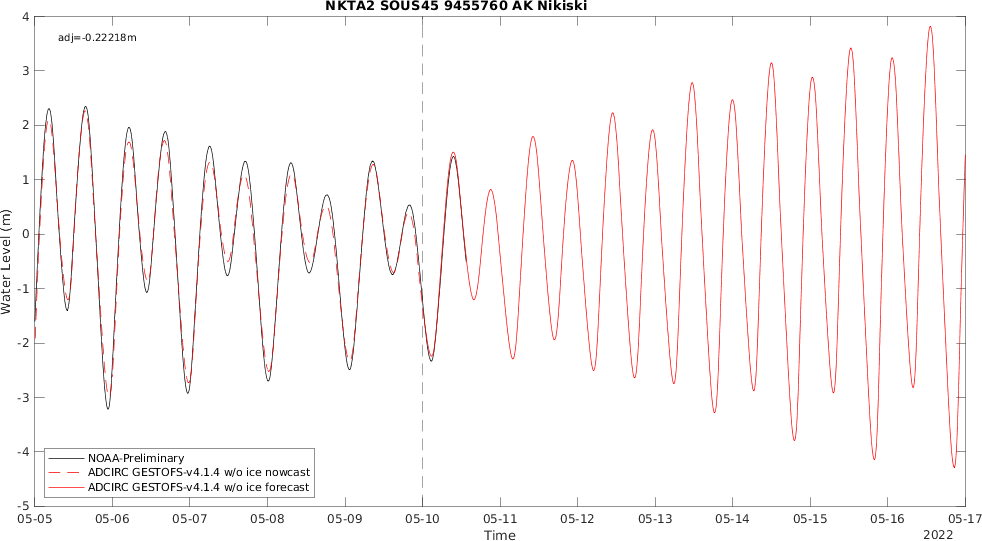 NKTA2 SOUS45 9455760 AK Nikiski
adj=-0.22218m
Water Level (m)
4
3
2
1
0
-1
-2
-3
-4
-5
NOAA-Preliminary
ADCIRC GESTOFS-v4.1.4 w/o ice nowcast
ADCIRC GESTOFS-v4.1.4 w/o ice forecast
05-05 05-06 05-07 05-08 05-09 05-10 05-11 05-12 05-13 05-14 05-15 05-16 05-17
Time
2022